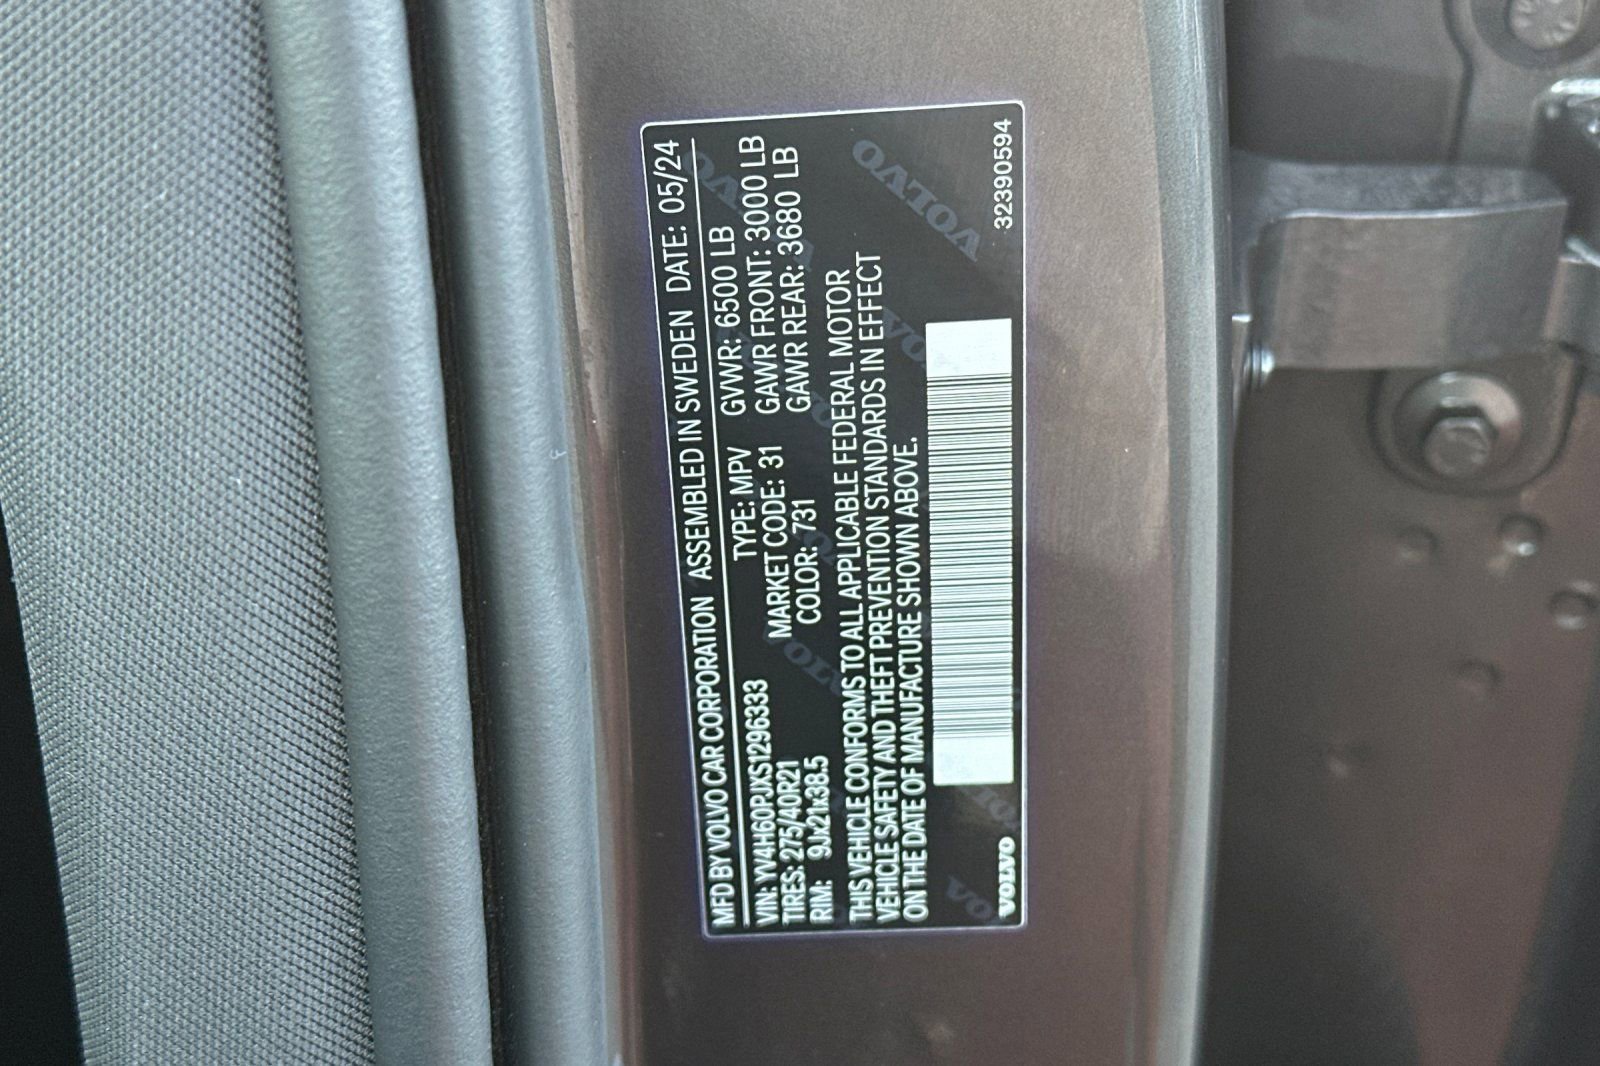 MFD BY VOLVO CAR CORPORATION ASSEMBLED IN SWEDEN DATE: 05/24
VIN: YV4H60PJXS1296333 TYPE: MPV GVWR: 6500 LB
TIRES: 275/40R21 MARKET CODE: 31 GAWR FRONT: 3000 LB
RIM: 9Jx21x38.5 COLOR: 731 GAWR REAR: 3680 LB
THIS VEHICLE CONFORMS TO ALL APPLICABLE FEDERAL MOTOR
VEHICLE SAFETY AND THEFT PREVENTION STANDARDS IN EFFECT
ON THE DATE OF MANUFACTURE SHOWN ABOVE.
VOLVO 32390594